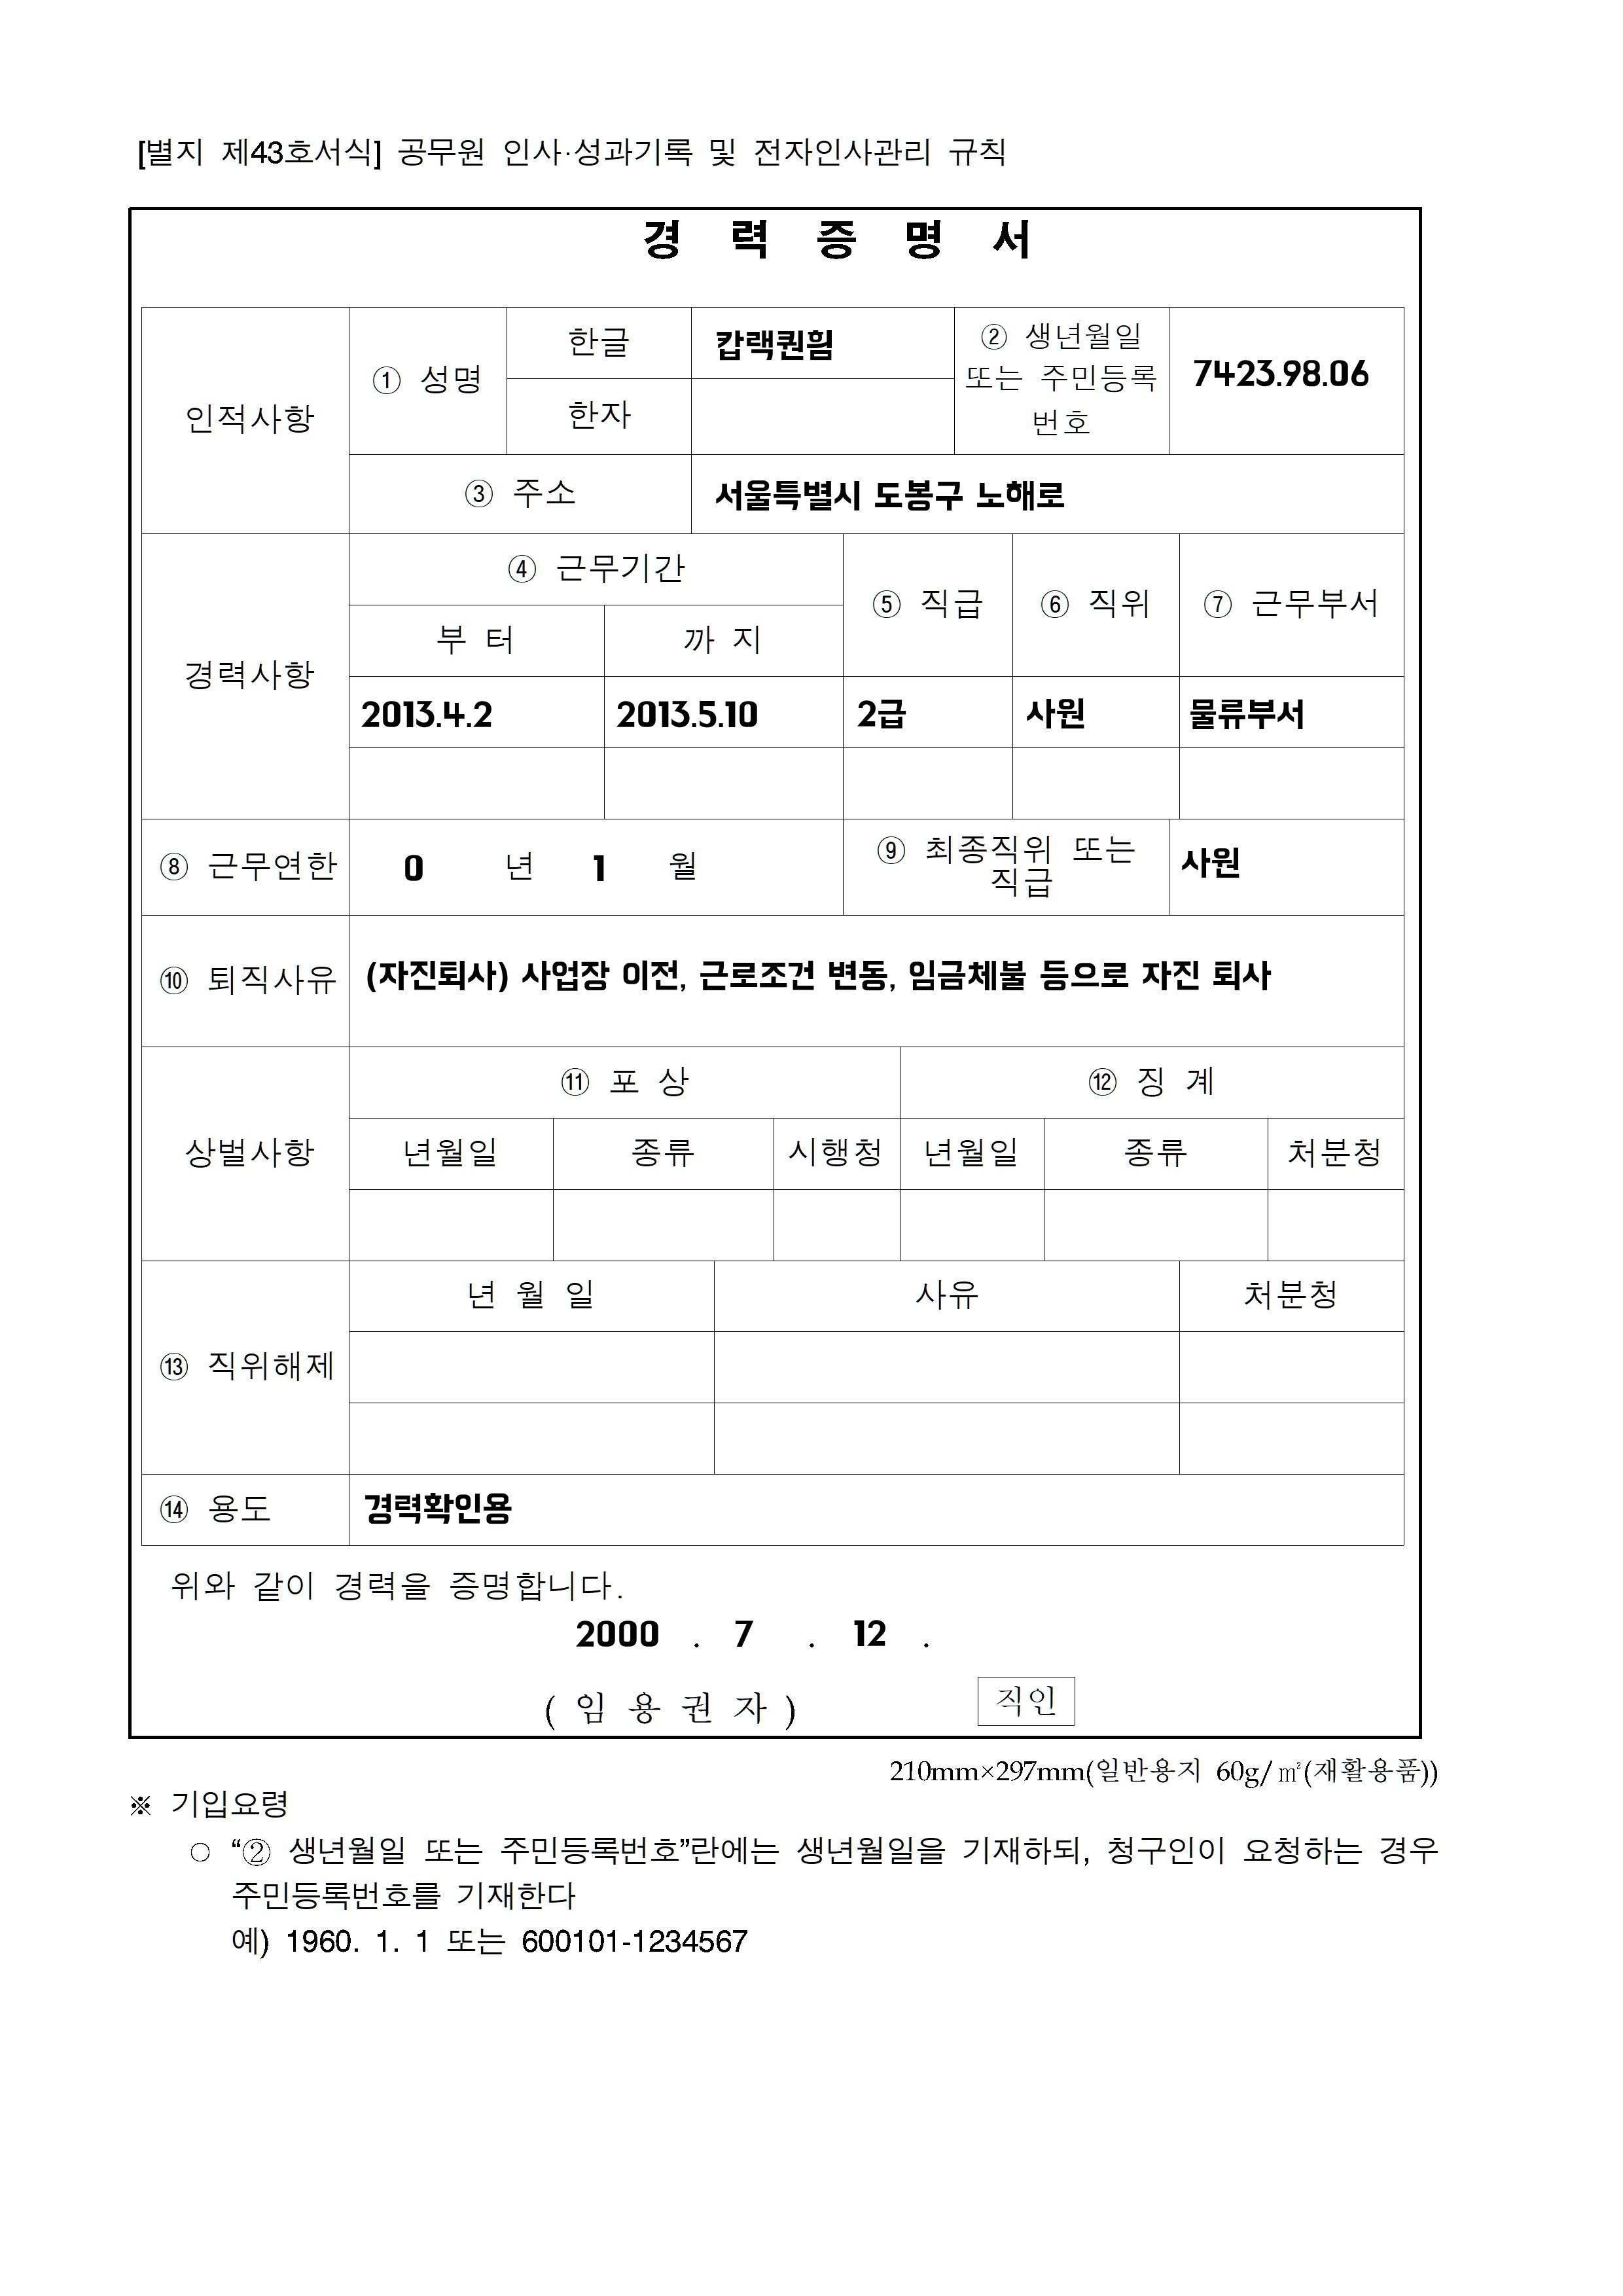 [별지 제43호서식] 공무원 인사·성과기록 및 전자인사관리 규칙
경 력 증 명 서
인적사항
① 성명
한글
캅랙퀀흼
② 생년월일
또는 주민등록
번호
7423.98.06
한자
③ 주소
서울특별시 도봉구 노해로
경력사항
④ 근무기간
⑤ 직급
⑥ 직위
⑦ 근무부서
부 터
까 지
2013.4.2
2013.5.10
2급
사원
물류부서
⑧ 근무연한
0 년 1 월
⑨ 최종직위 또는
직급
사원
⑩ 퇴직사유
(자진퇴사) 사업장 이전, 근로조건 변동, 임금체불 등으로 자진 퇴사
상벌사항
⑪ 포 상
⑫ 징 계
년월일
종류
시행청
년월일
종류
처분청
⑬ 직위해제
년 월 일
사유
처분청
⑭ 용도
경력확인용
위와 같이 경력을 증명합니다.
2000 . 7 . 12 .
( 임 용 권 자 )
직인
210mm×297mm(일반용지 60g/㎡(재활용품))
※ 기입요령
○ “② 생년월일 또는 주민등록번호”란에는 생년월일을 기재하되, 청구인이 요청하는 경우
주민등록번호를 기재한다
예) 1960. 1. 1 또는 600101-1234567